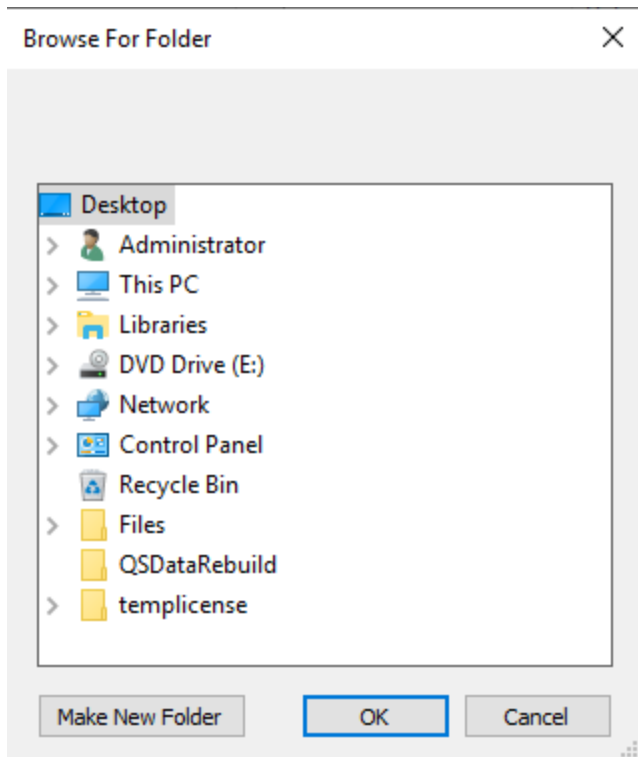 Browse For Folder
Desktop
Administrator
This PC
Libraries
DVD Drive (E:)
Network
Control Panel
Recycle Bin
Files
QSDataRebuild
templicense
Make New Folder OK Cancel